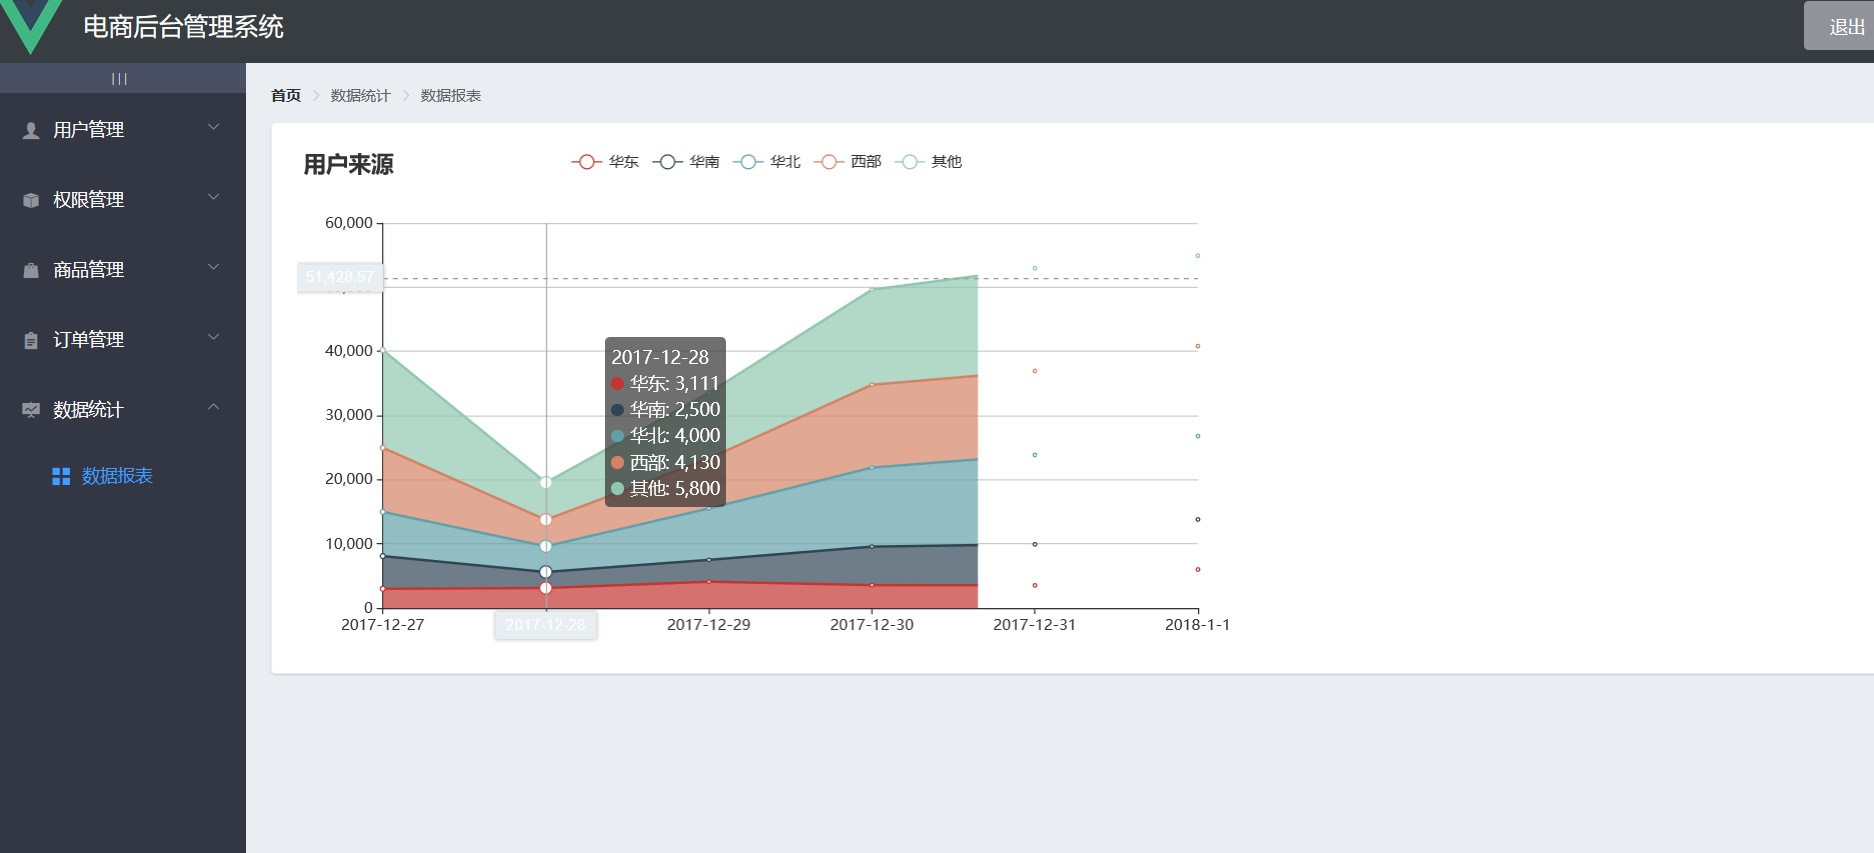 电商后台管理系统
退出
|||
首页 > 数据统计 > 数据报表
用户管理
权限管理
商品管理
订单管理
数据统计
数据报表
用户来源
华东 华南 华北 西部 其他
60,000
51,428.57
40,000
30,000
20,000
10,000
0
2017-12-28
华东: 3,111
华南: 2,500
华北: 4,000
西部: 4,130
其他: 5,800
2017-12-27 2017-12-28 2017-12-29 2017-12-30 2017-12-31 2018-1-1